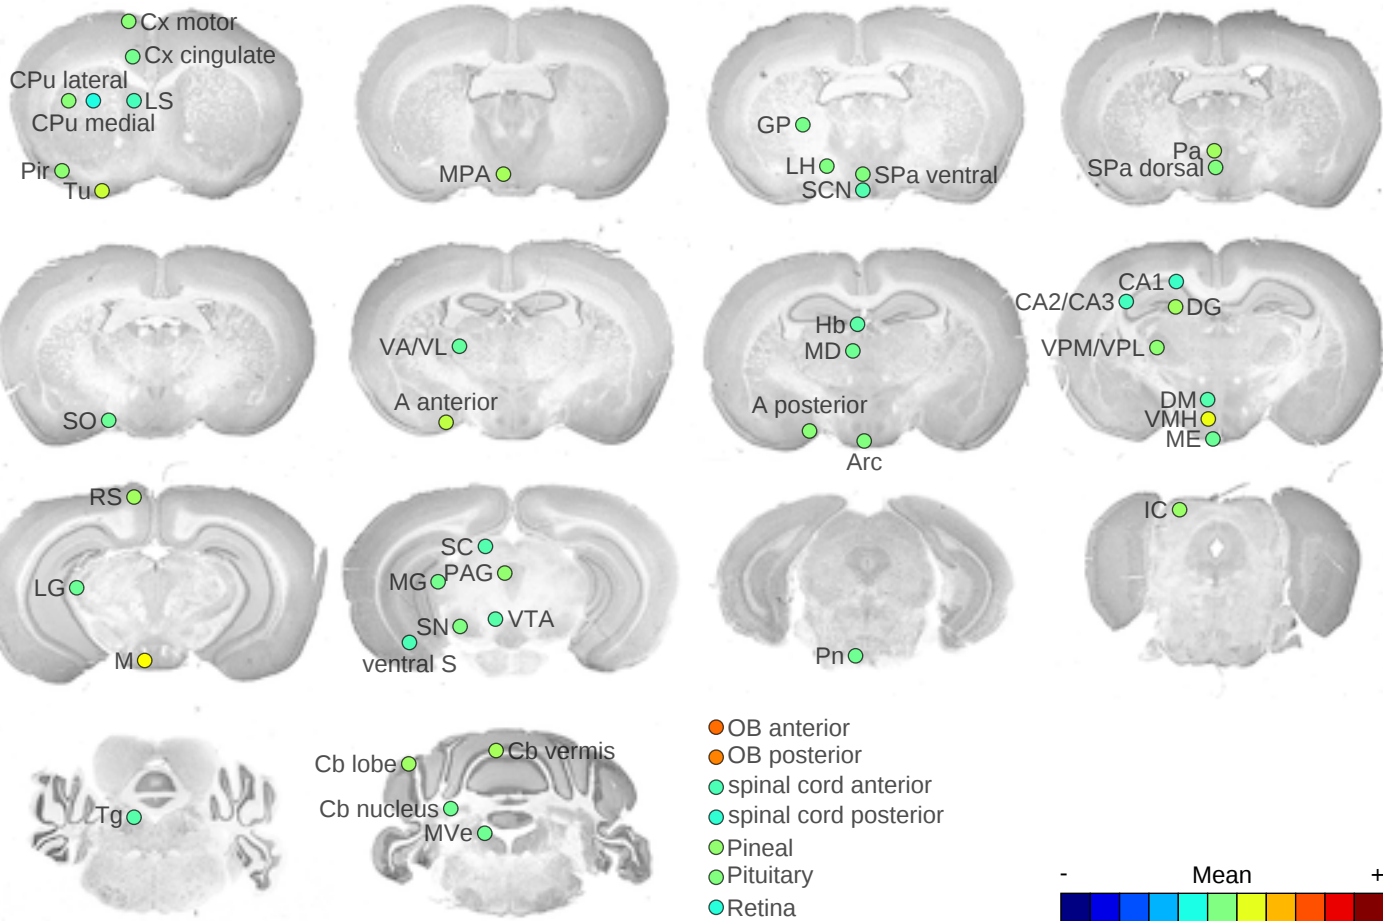 Cx motor
Cx cingulate
CPu lateral
LS
CPu medial
Pir
Tu
MPA
GP
LH
SPa ventral
SCN
Pa
SPa dorsal
SO
VA/VL
A anterior
Hb
MD
A posterior
Arc
CA1
CA2/CA3
DG
VPM/VPL
DM
VMH
ME
RS
LG
M
SC
MG
PAG
SN
VTA
ventral S
Pn
IC
Tg
Cb lobe
Cb vermis
Cb nucleus
MVe
OB anterior
OB posterior
spinal cord anterior
spinal cord posterior
Pineal
Pituitary
Retina
- Mean +